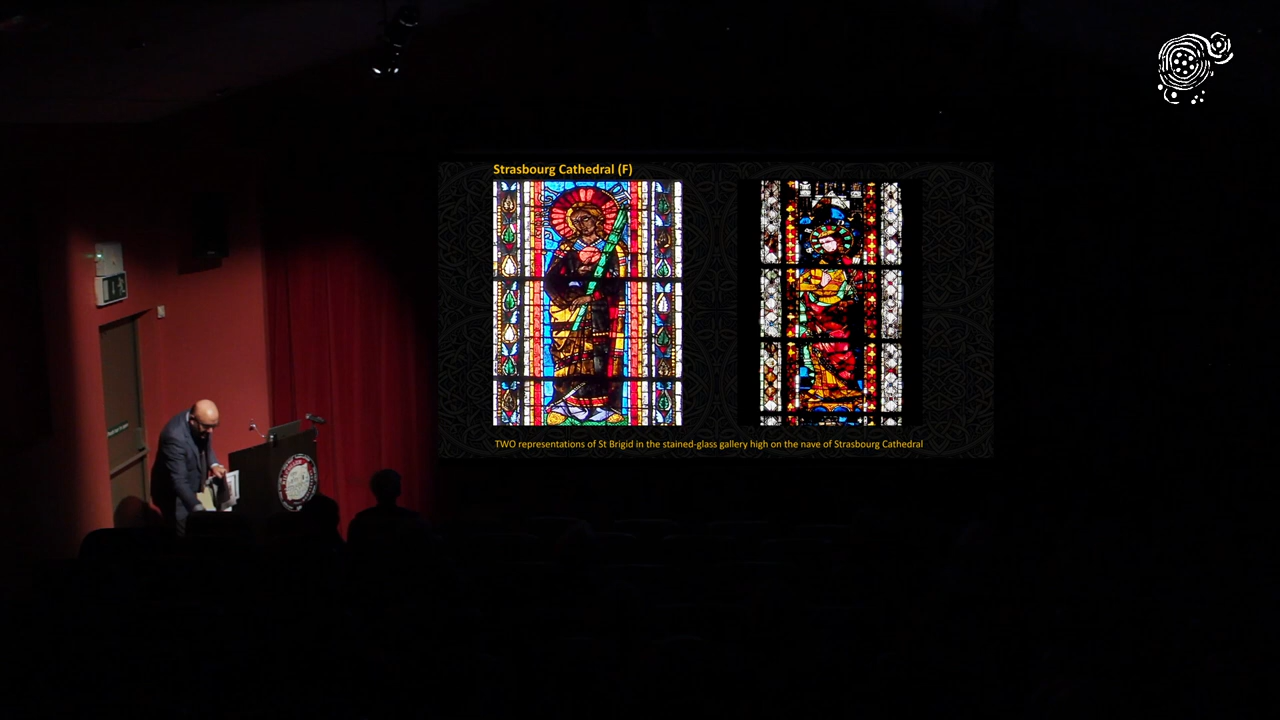 Strasbourg Cathedral (F)
TWO representations of St Brigid in the stained-glass gallery high on the nave of Strasbourg Cathedral